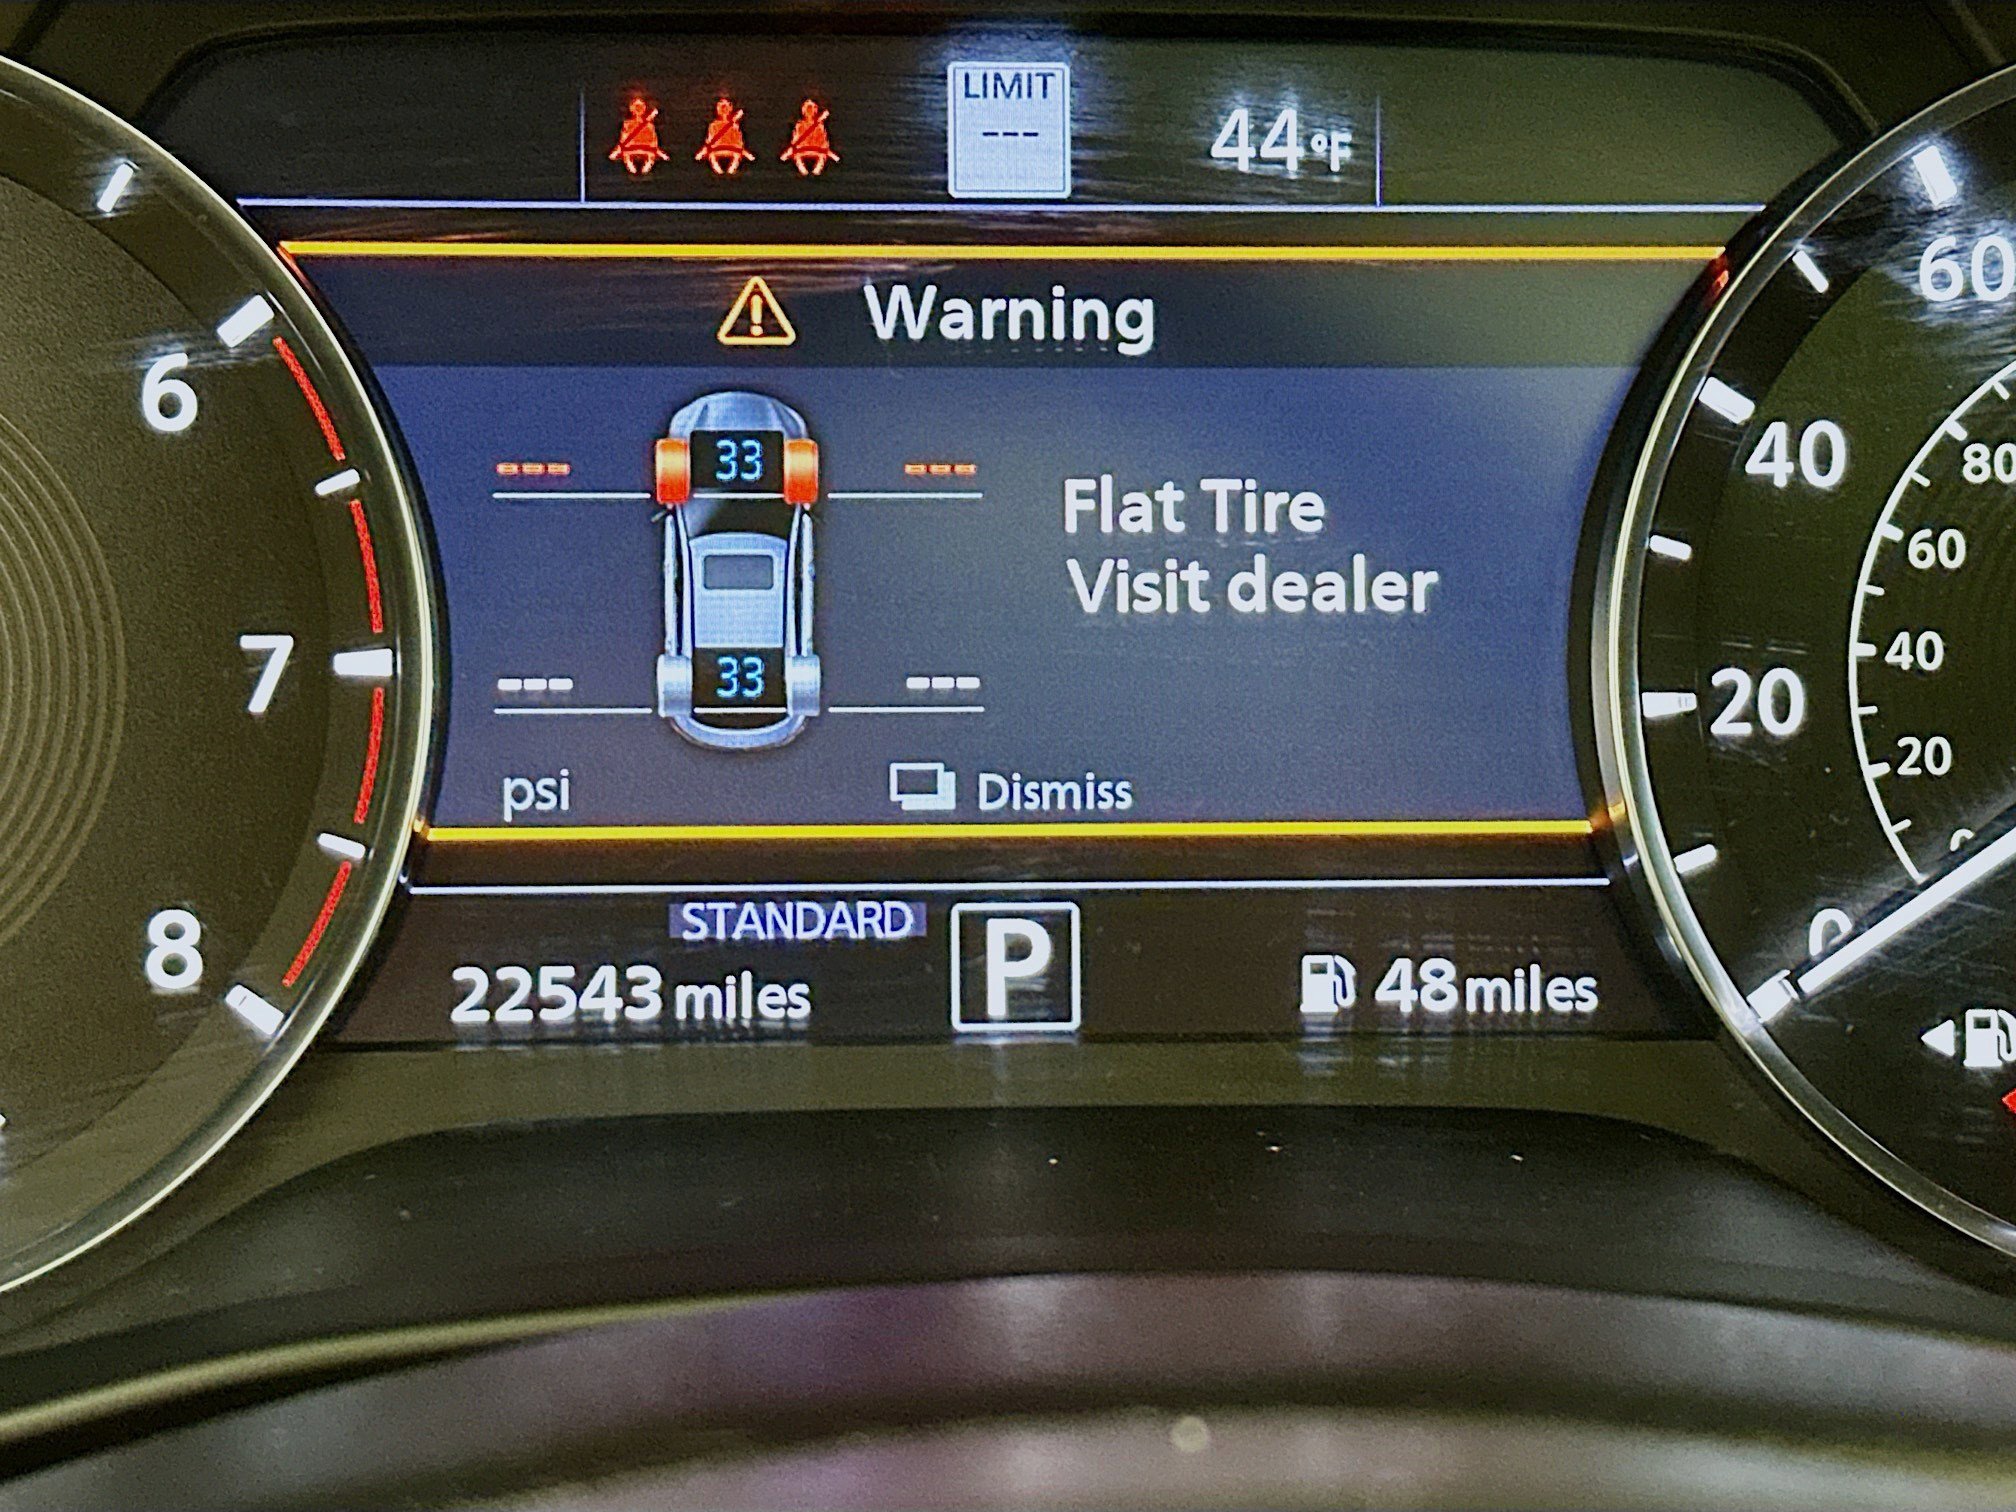 LIMIT
---
44°F
Warning
--- 33 ---
Flat Tire
Visit dealer
--- 33 ---
psi
Dismiss
STANDARD
22543 miles
P
48 miles
6
7
8
60
40
20
0
80
60
40
20